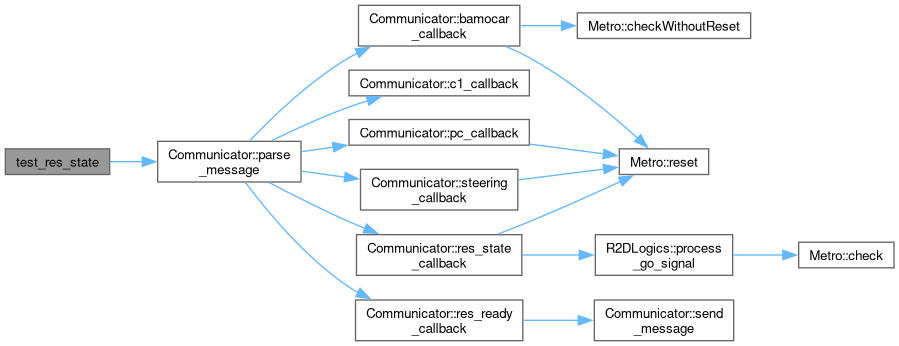 test_res_state
Communicator::parse
_message
Communicator::bamocar
_callback
Communicator::c1_callback
Communicator::pc_callback
Communicator::steering
_callback
Communicator::res_state
_callback
Communicator::res_ready
_callback
Metro::checkWithoutReset
Metro::reset
R2DLogics::process
_go_signal
Communicator::send
_message
Metro::check